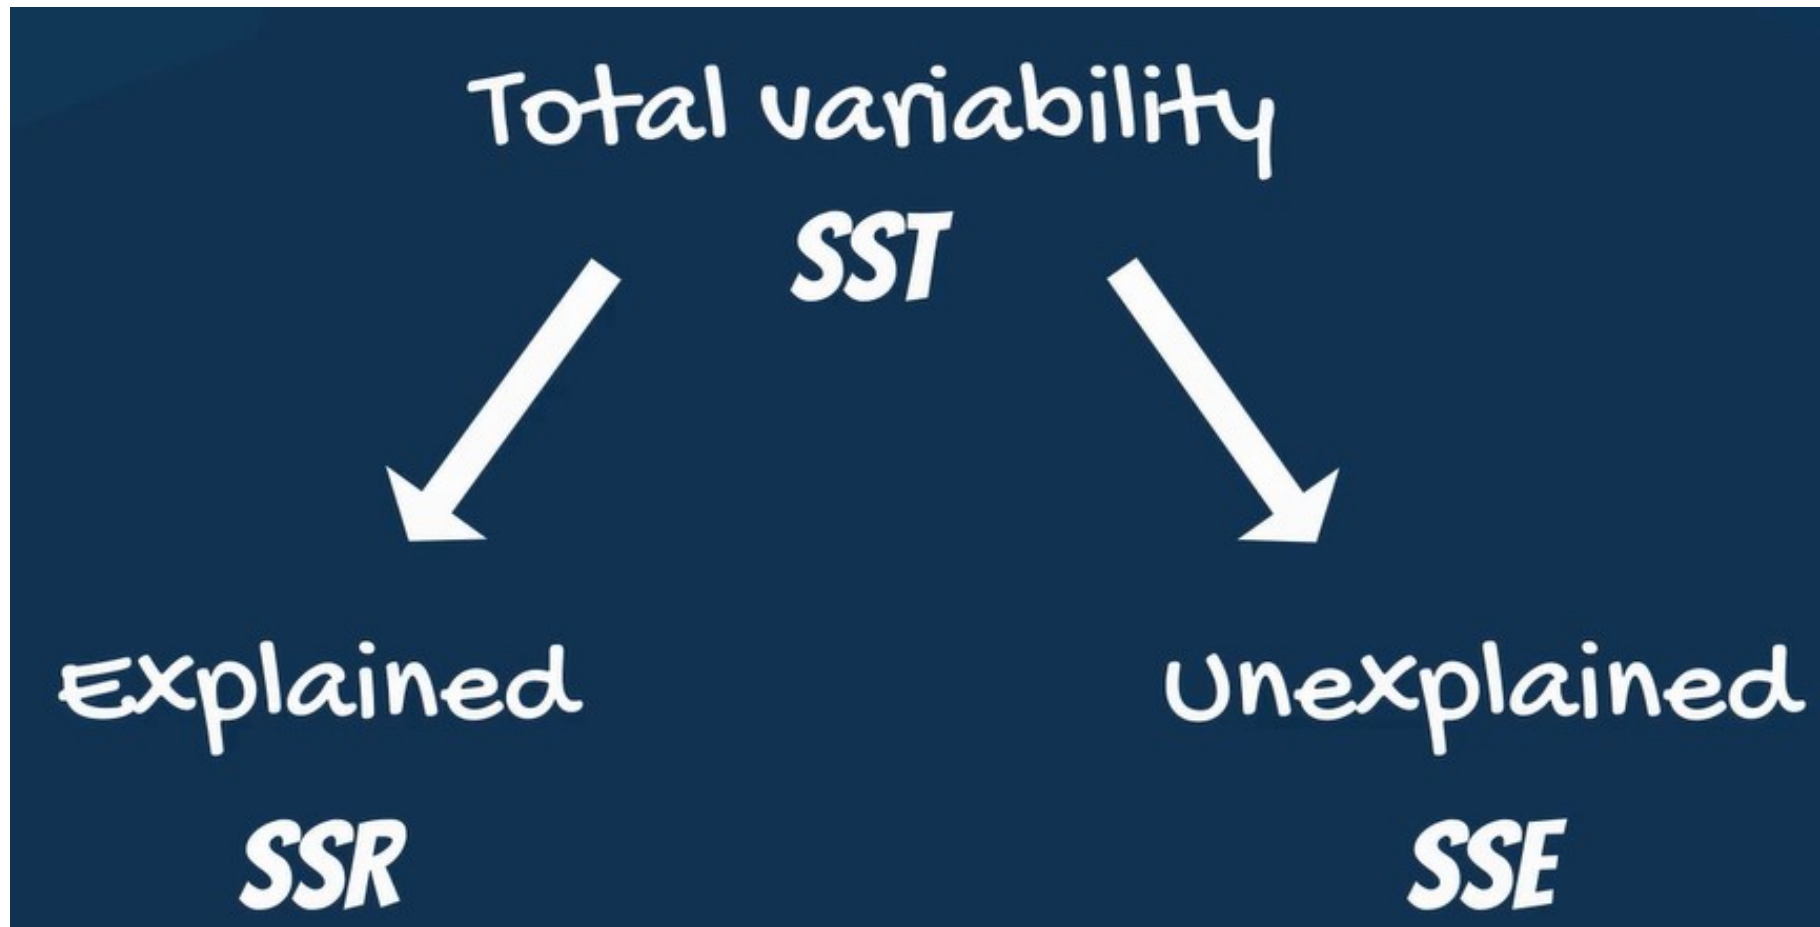 Total variability
SST
Explained
Unexplained
SSR
SSE